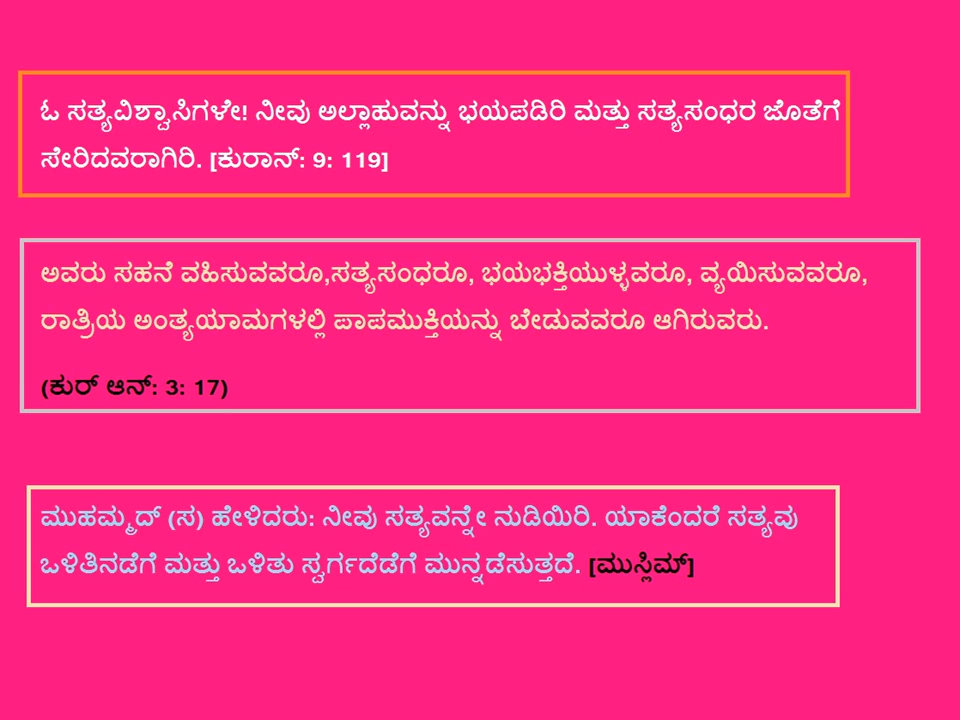 ಓ ಸತ್ಯವಿಶ್ವಾಸಿಗಳೇ! ನೀವು ಅಲ್ಲಾಹುವನ್ನು ಭಯಪಡಿರಿ ಮತ್ತು ಸತ್ಯಸಂಧರ ಜೊತೆಗೆ
ಸೇರಿದವರಾಗಿರಿ. [ಕುರಾನ್: 9: 119]
ಅವರು ಸಹನೆ ವಹಿಸುವವರೂ,ಸತ್ಯಸಂಧರೂ, ಭಯಭಕ್ತಿಯುಳ್ಳವರೂ, ವ್ಯಯಿಸುವವರೂ,
ರಾತ್ರಿಯ ಅಂತ್ಯಯಾಮಗಳಲ್ಲಿ ಪಾಪಮುಕ್ತಿಯನ್ನು ಬೇಡುವವರೂ ಆಗಿರುವರು.
(ಕುರ್ ಆನ್: 3: 17)
ಮುಹಮ್ಮದ್ (ಸ) ಹೇಳಿದರು: ನೀವು ಸತ್ಯವನ್ನೇ ನುಡಿಯಿರಿ. ಯಾಕೆಂದರೆ ಸತ್ಯವು
ಒಳಿತಿನಡೆಗೆ ಮತ್ತು ಒಳಿತು ಸ್ವರ್ಗದೆಡೆಗೆ ಮುನ್ನಡೆಸುತ್ತದೆ. [ಮುಸ್ಲಿಮ್]